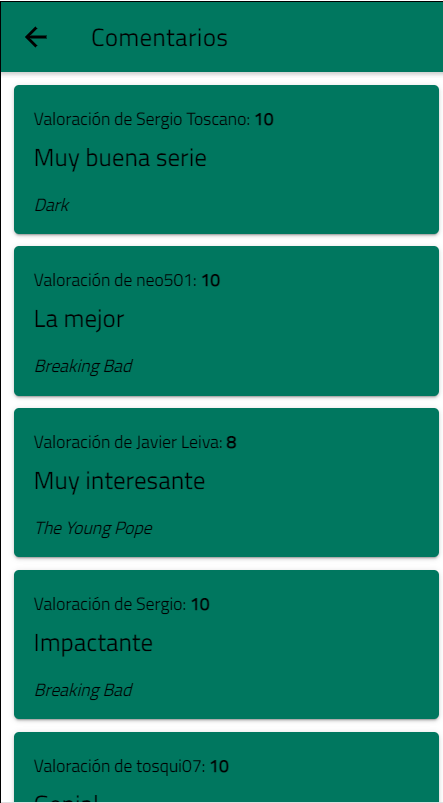 Comentarios
Valoración de Sergio Toscano: 10
Muy buena serie
Dark
Valoración de neo501: 10
La mejor
Breaking Bad
Valoración de Javier Leiva: 8
Muy interesante
The Young Pope
Valoración de Sergio: 10
Impactante
Breaking Bad
Valoración de tosqui07: 10
Genial